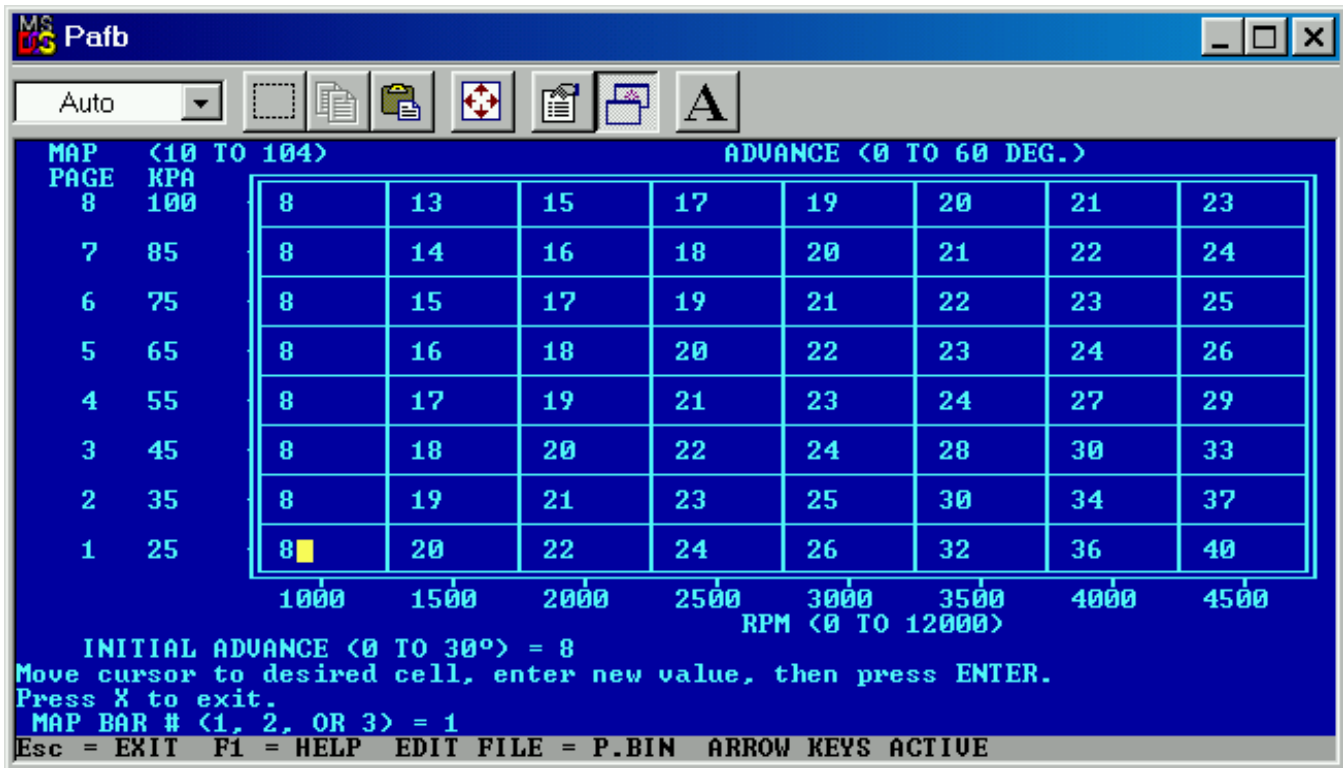 MS DOS Pafb
Auto A
MAP (10 TO 104) ADVANCE (0 TO 60 DEG.)
PAGE KPA
8 100 8 13 15 17 19 20 21 23
7 85 8 14 16 18 20 21 22 24
6 75 8 15 17 19 21 22 23 25
5 65 8 16 18 20 22 23 24 26
4 55 8 17 19 21 23 24 27 29
3 45 8 18 20 22 24 28 30 33
2 35 8 19 21 23 25 30 34 37
1 25 8 20 22 24 26 32 36 40
1000 1500 2000 2500 3000 3500 4000 4500
RPM (0 TO 12000)
INITIAL ADVANCE (0 TO 30º) = 8
Move cursor to desired cell, enter new value, then press ENTER.
Press X to exit.
MAP BAR # (1, 2, OR 3) = 1
Esc = EXIT F1 = HELP EDIT FILE = P.BIN ARROW KEYS ACTIVE